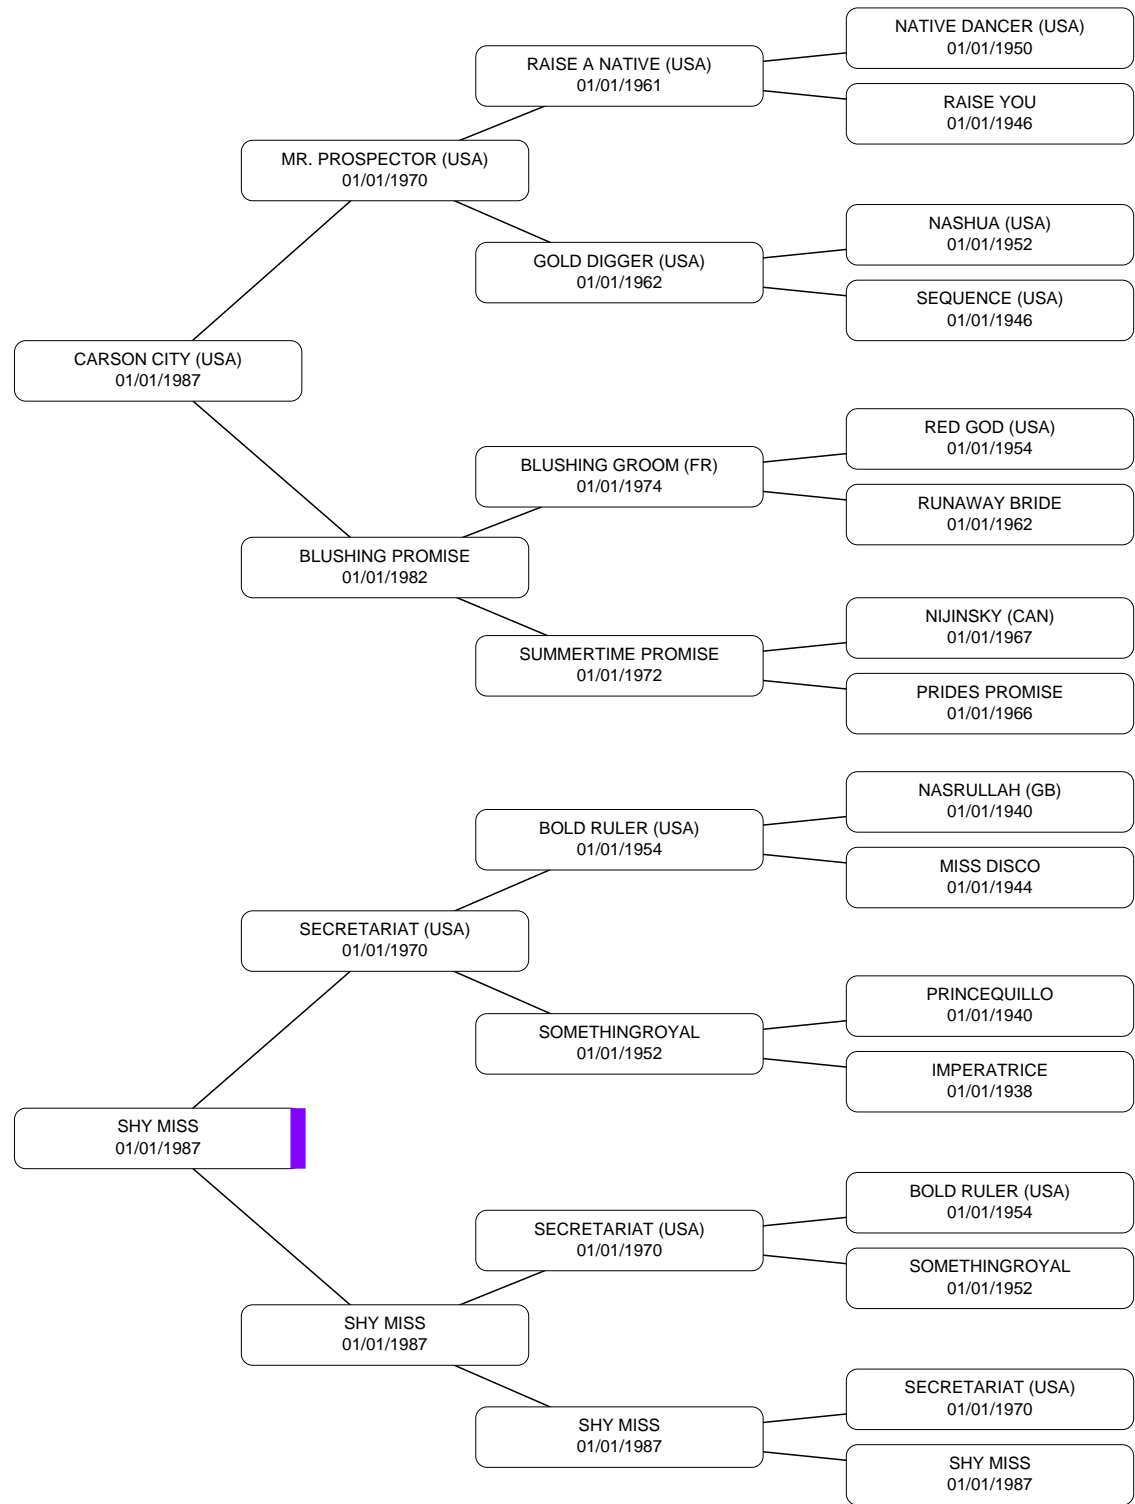 NATIVE DANCER (USA)
01/01/1950
RAISE A NATIVE (USA)
01/01/1961
RAISE YOU
01/01/1946
MR. PROSPECTOR (USA)
01/01/1970
NASHUA (USA)
01/01/1952
GOLD DIGGER (USA)
01/01/1962
SEQUENCE (USA)
01/01/1946
CARSON CITY (USA)
01/01/1987
RED GOD (USA)
01/01/1954
BLUSHING GROOM (FR)
01/01/1974
RUNAWAY BRIDE
01/01/1962
BLUSHING PROMISE
01/01/1982
NIJINSKY (CAN)
01/01/1967
SUMMERTIME PROMISE
01/01/1972
PRIDES PROMISE
01/01/1966
NASRULLAH (GB)
01/01/1940
BOLD RULER (USA)
01/01/1954
MISS DISCO
01/01/1944
SECRETARIAT (USA)
01/01/1970
PRINCEQUILLO
01/01/1940
SOMETHINGROYAL
01/01/1952
IMPERATRICE
01/01/1938
SHY MISS
01/01/1987
BOLD RULER (USA)
01/01/1954
SECRETARIAT (USA)
01/01/1970
SOMETHINGROYAL
01/01/1952
SHY MISS
01/01/1987
SECRETARIAT (USA)
01/01/1970
SHY MISS
01/01/1987
SHY MISS
01/01/1987